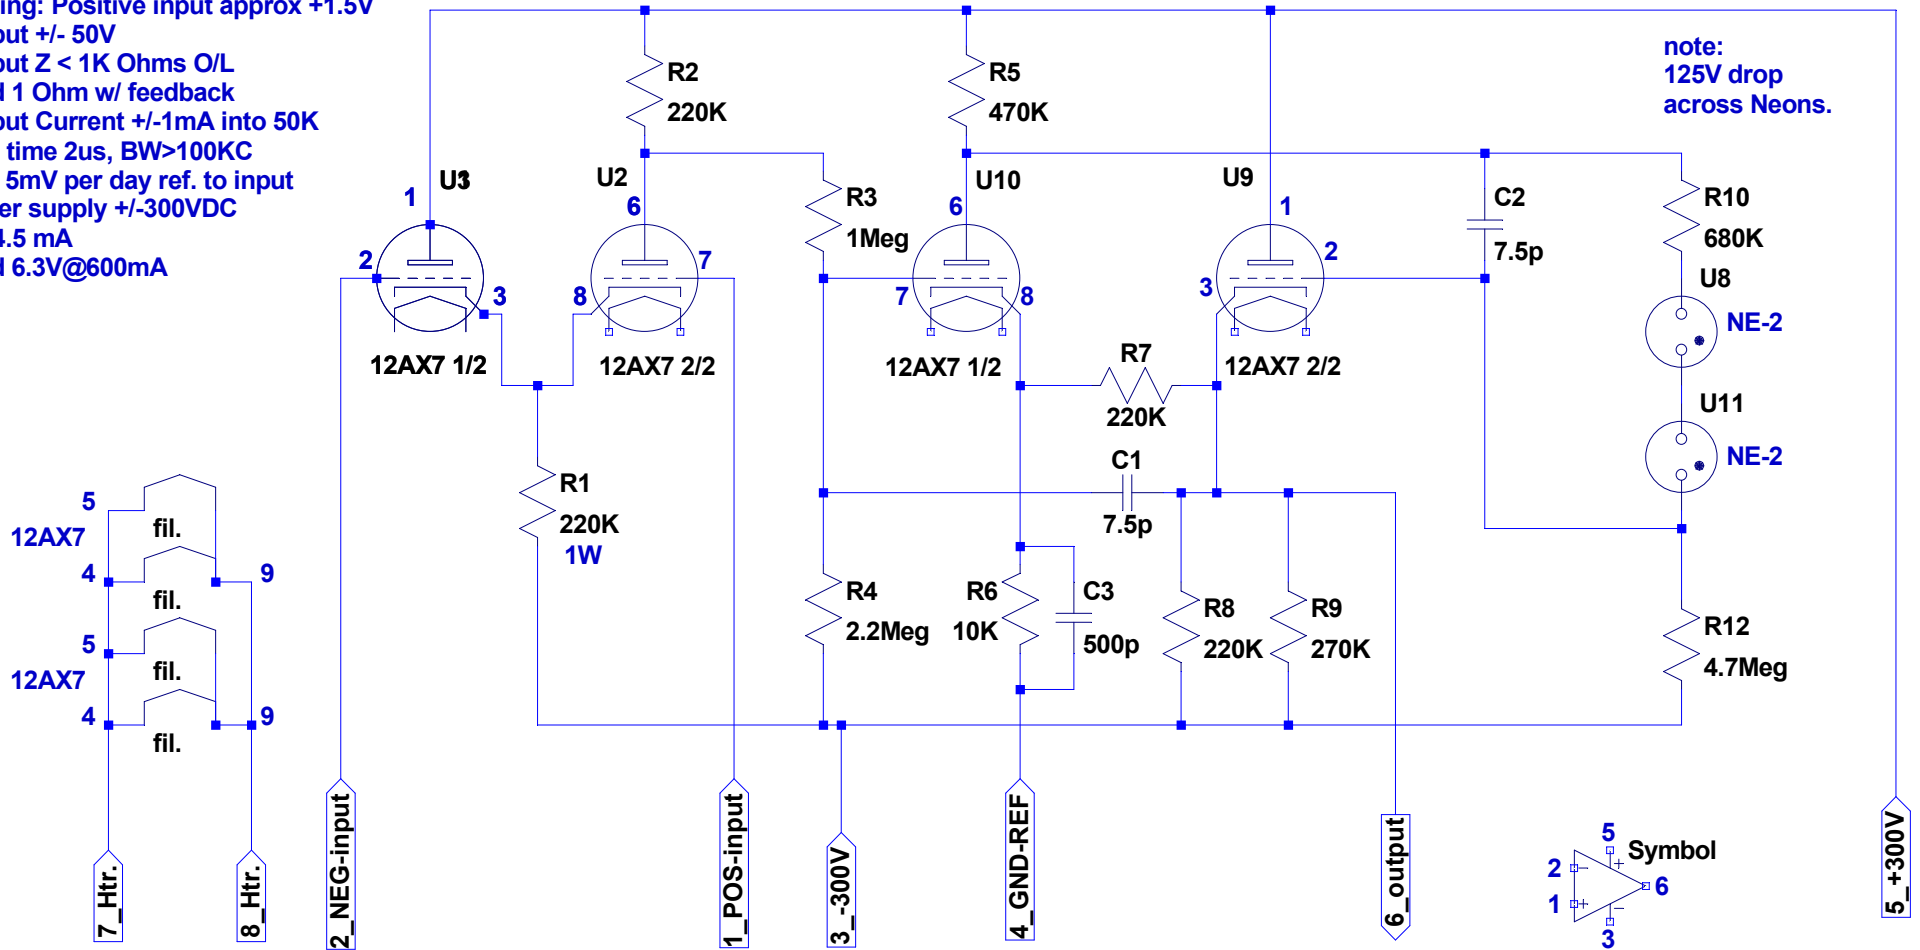 ing: Positive input approx +1.5V
out +/- 50V
out Z < 1K Ohms O/L
d 1 Ohm w/ feedback
out Current +/-1mA into 50K
time 2us, BW>100KC
5mV per day ref. to input
er supply +/-300VDC
4.5 mA
d 6.3V@600mA
note:
125V drop
across Neons.
R2
220K
R5
470K
U2
U10
U9
1
6
6
1
2
7
7
2
3
8
8
3
12AX7 1/2
12AX7 2/2
12AX7 1/2
12AX7 2/2
R3
1Meg
C2
7.5p
R10
680K
U8
NE-2
U11
NE-2
R7
220K
C1
7.5p
R1
220K
1W
R4
2.2Meg
R6
10K
C3
500p
R8
220K
R9
270K
R12
4.7Meg
5
12AX7
fil.
4
9
fil.
5
12AX7
fil.
4
9
fil.
7_Htr.
8_Htr.
2_NEG-input
1_POS-input
3_-300V
4_GND-REF
6_output
5_+300V
Symbol
5
2
-
+
6
1
+
-
3